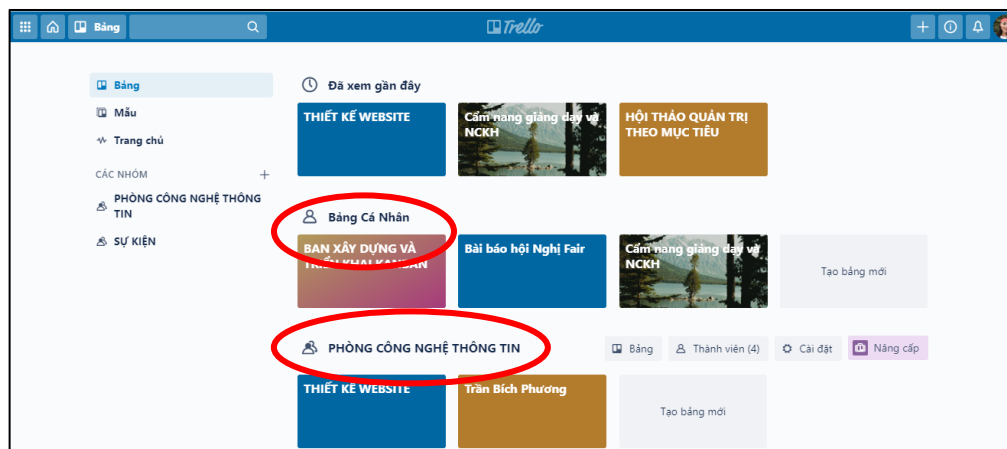 Bảng
Trello
Bảng
Mẫu
Trang chủ
CÁC NHÓM
PHÒNG CÔNG NGHỆ THÔNG
TIN
SỰ KIỆN
Đã xem gần đây
THIẾT KẾ WEBSITE
Cẩm nang giảng dạy và
NCKH
HỘI THẢO QUẢN TRỊ
THEO MỤC TIÊU
Bảng Cá Nhân
BAN XÂY DỰNG VÀ
TRIỂN KHAI KANBAN
Bài báo hội Nghị Fair
Cẩm nang giảng dạy và
NCKH
Tạo bảng mới
PHÒNG CÔNG NGHỆ THÔNG TIN
Bảng
Thành viên (4)
Cài đặt
Nâng cấp
THIẾT KẾ WEBSITE
Trần Bích Phương
Tạo bảng mới